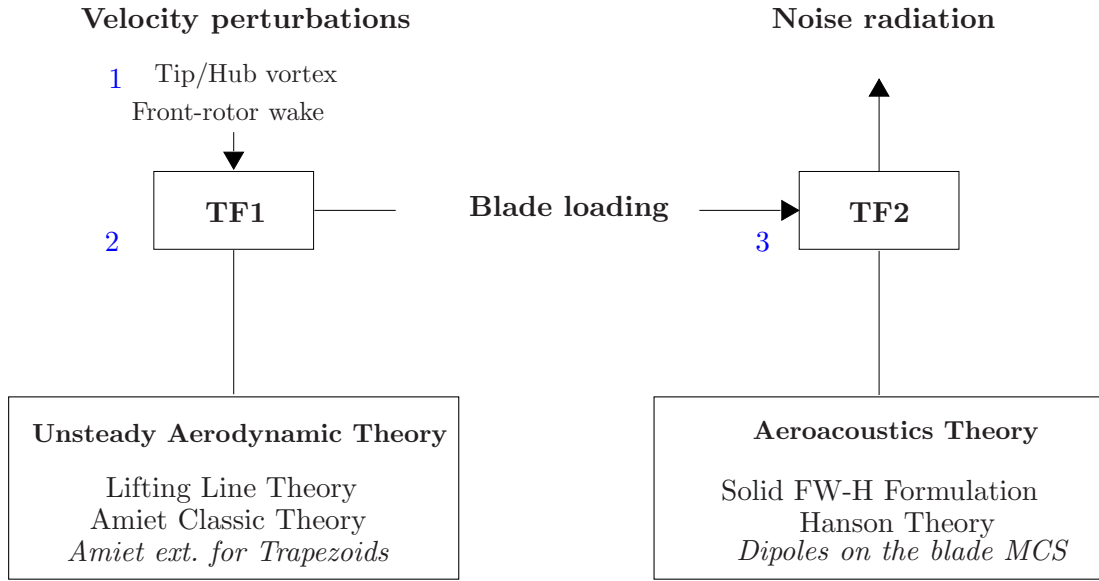 Velocity perturbations
Noise radiation
1 Tip/Hub vortex
Front-rotor wake
TF1
Blade loading
TF2
2
3
Unsteady Aerodynamic Theory
Lifting Line Theory
Amiet Classic Theory
Amiet ext. for Trapezoids
Aeroacoustics Theory
Solid FW-H Formulation
Hanson Theory
Dipoles on the blade MCS